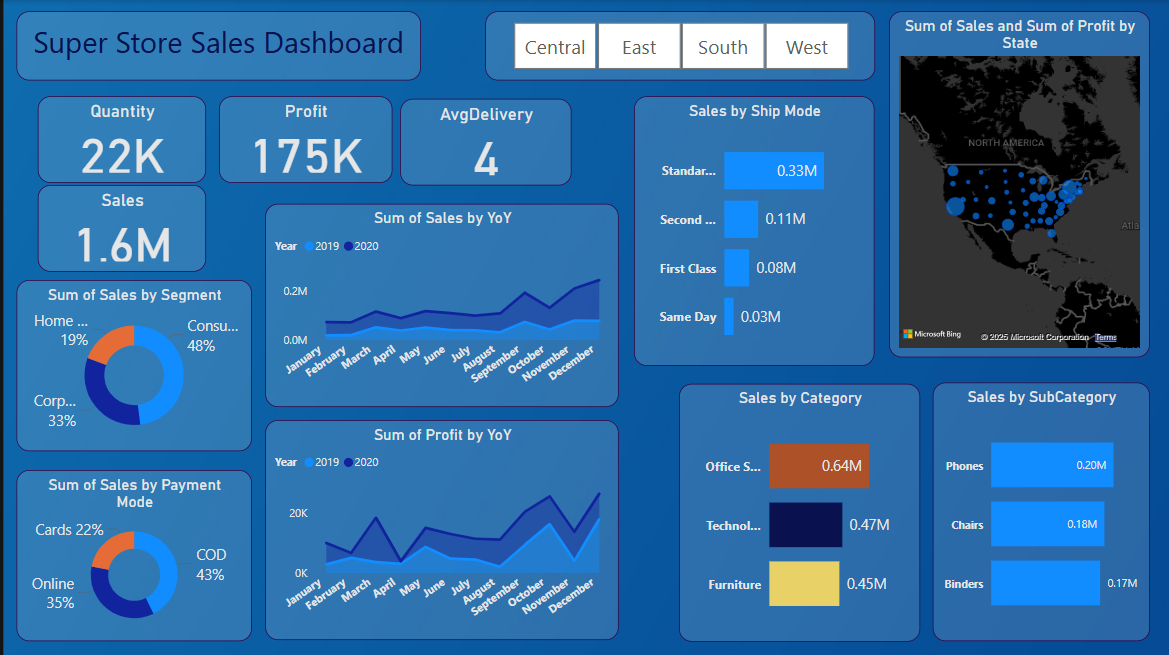 Super Store Sales Dashboard
Central
East
South
West
Sum of Sales and Sum of Profit by
State
NORTH AMERICA
Atla
Microsoft Bing
© 2025 Microsoft Corporation Terms
Quantity
22K
Profit
175K
AvgDelivery
4
Sales
1.6M
Sales by Ship Mode
Standar... 0.33M
Second ... 0.11M
First Class 0.08M
Same Day 0.03M
Sum of Sales by YoY
Year 2019 2020
0.2M
0.0M
January
February
March
April
May
June
July
August
September
October
November
December
Sum of Sales by Segment
Home ...
19%
Consu...
48%
Corp...
33%
Sum of Profit by YoY
Year 2019 2020
20K
0K
January
February
March
April
May
June
July
August
September
October
November
December
Sum of Sales by Payment
Mode
Cards 22%
COD
43%
Online
35%
Sales by Category
Office S... 0.64M
Technol... 0.47M
Furniture 0.45M
Sales by SubCategory
Phones 0.20M
Chairs 0.18M
Binders 0.17M